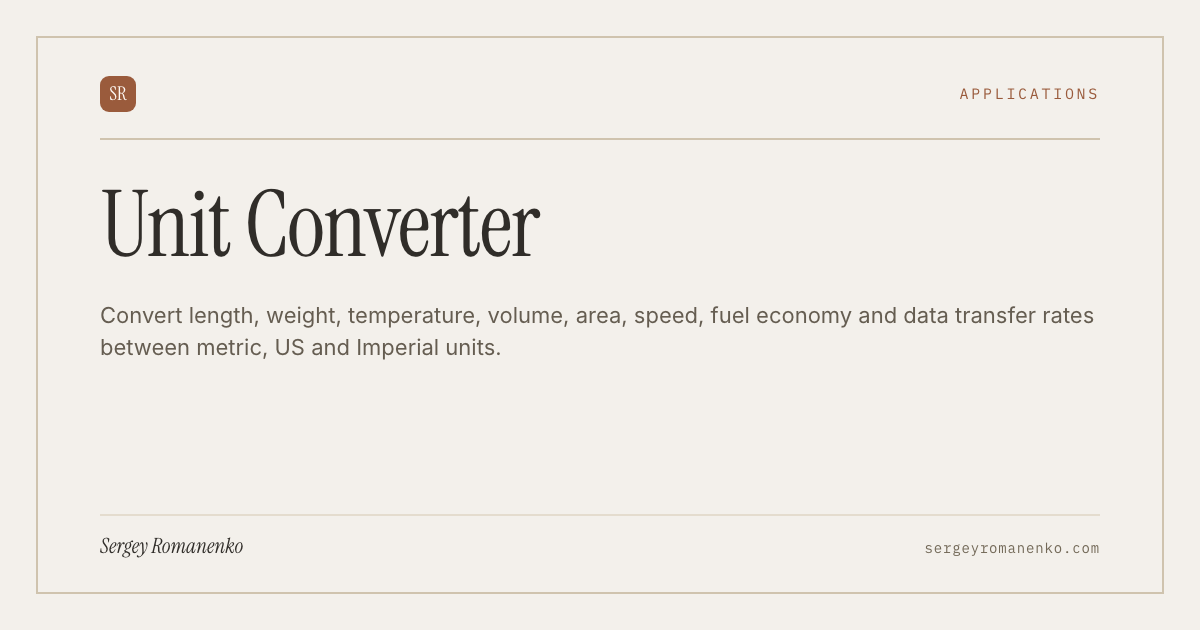 SR
APPLICATIONS
Unit Converter
Convert length, weight, temperature, volume, area, speed, fuel economy and data transfer rates
between metric, US and Imperial units.
Sergey Romanenko
sergeyromanenko.com